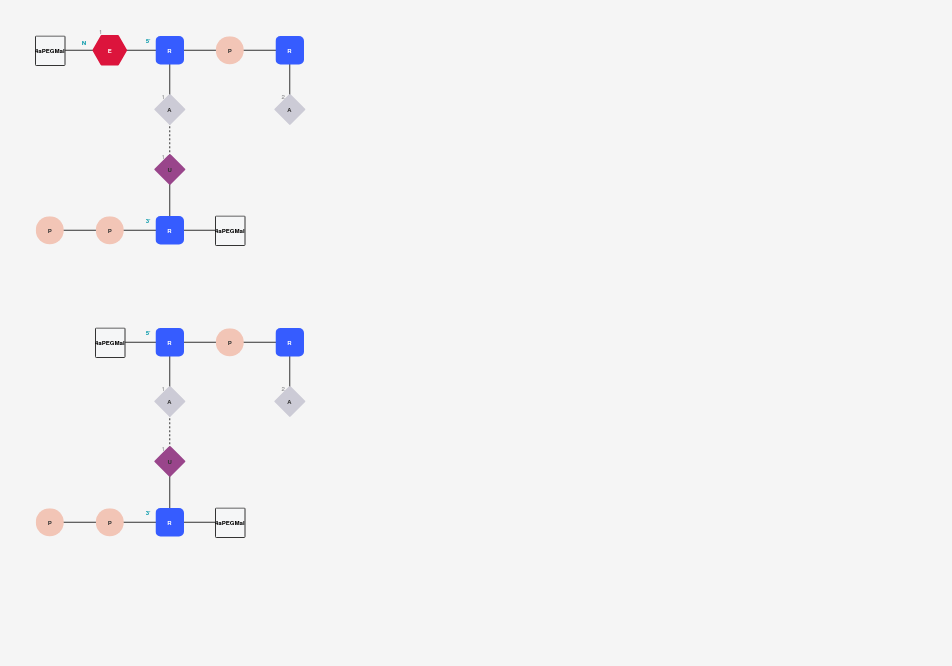 1
N 5'
4aPEGMal E R P R
1 2
A A
1
U
3'
P P R 4aPEGMal
5'
4aPEGMal R P R
1 2
A A
1
U
3'
P P R 4aPEGMal